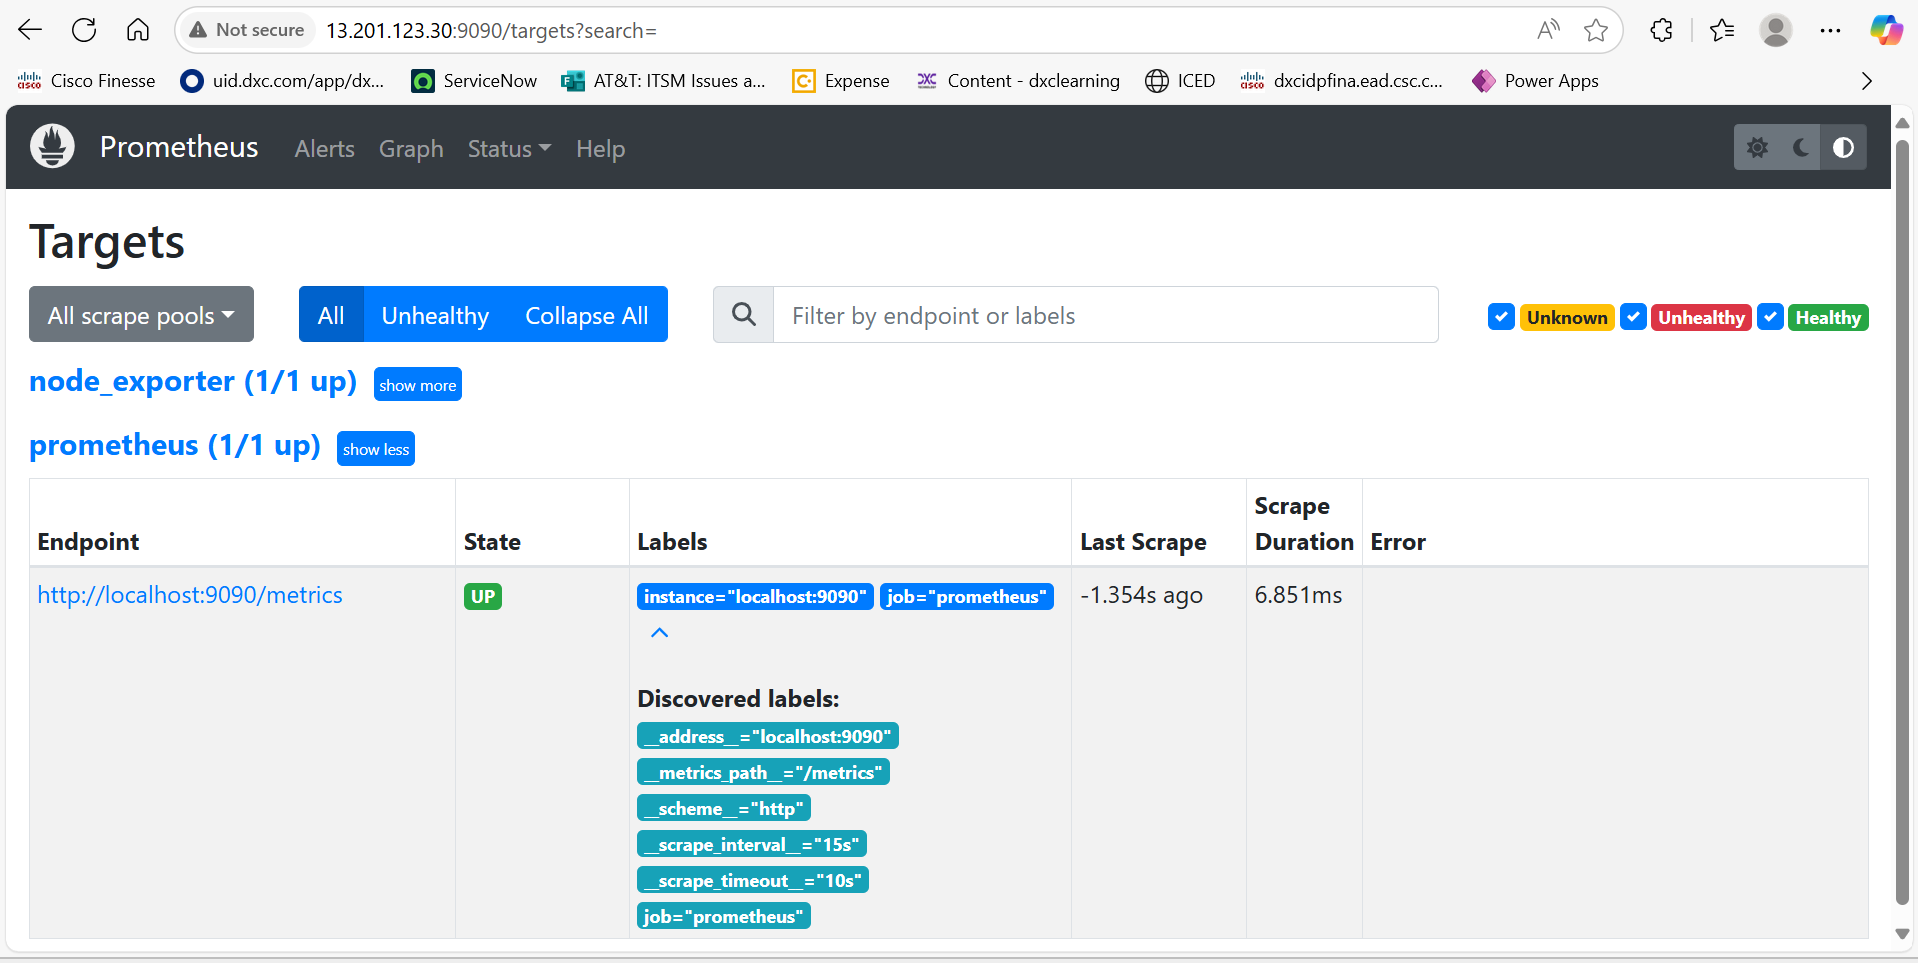 Not secure 13.201.123.30:9090/targets?search=
Cisco Finesse uid.dxc.com/app/dx... ServiceNow AT&T: ITSM Issues a... Expense Content - dxclearning ICED dxcidpfina.ead.csc.c... Power Apps
Prometheus Alerts Graph Status Help
Targets
All scrape pools All Unhealthy Collapse All Filter by endpoint or labels Unknown Unhealthy Healthy
node_exporter (1/1 up) show more
prometheus (1/1 up) show less
Endpoint State Labels Last Scrape Scrape Duration Error
http://localhost:9090/metrics UP instance="localhost:9090" job="prometheus" -1.354s ago 6.851ms
Discovered labels:
__address__="localhost:9090"
__metrics_path__="/metrics"
__scheme__="http"
__scrape_interval__="15s"
__scrape_timeout__="10s"
job="prometheus"